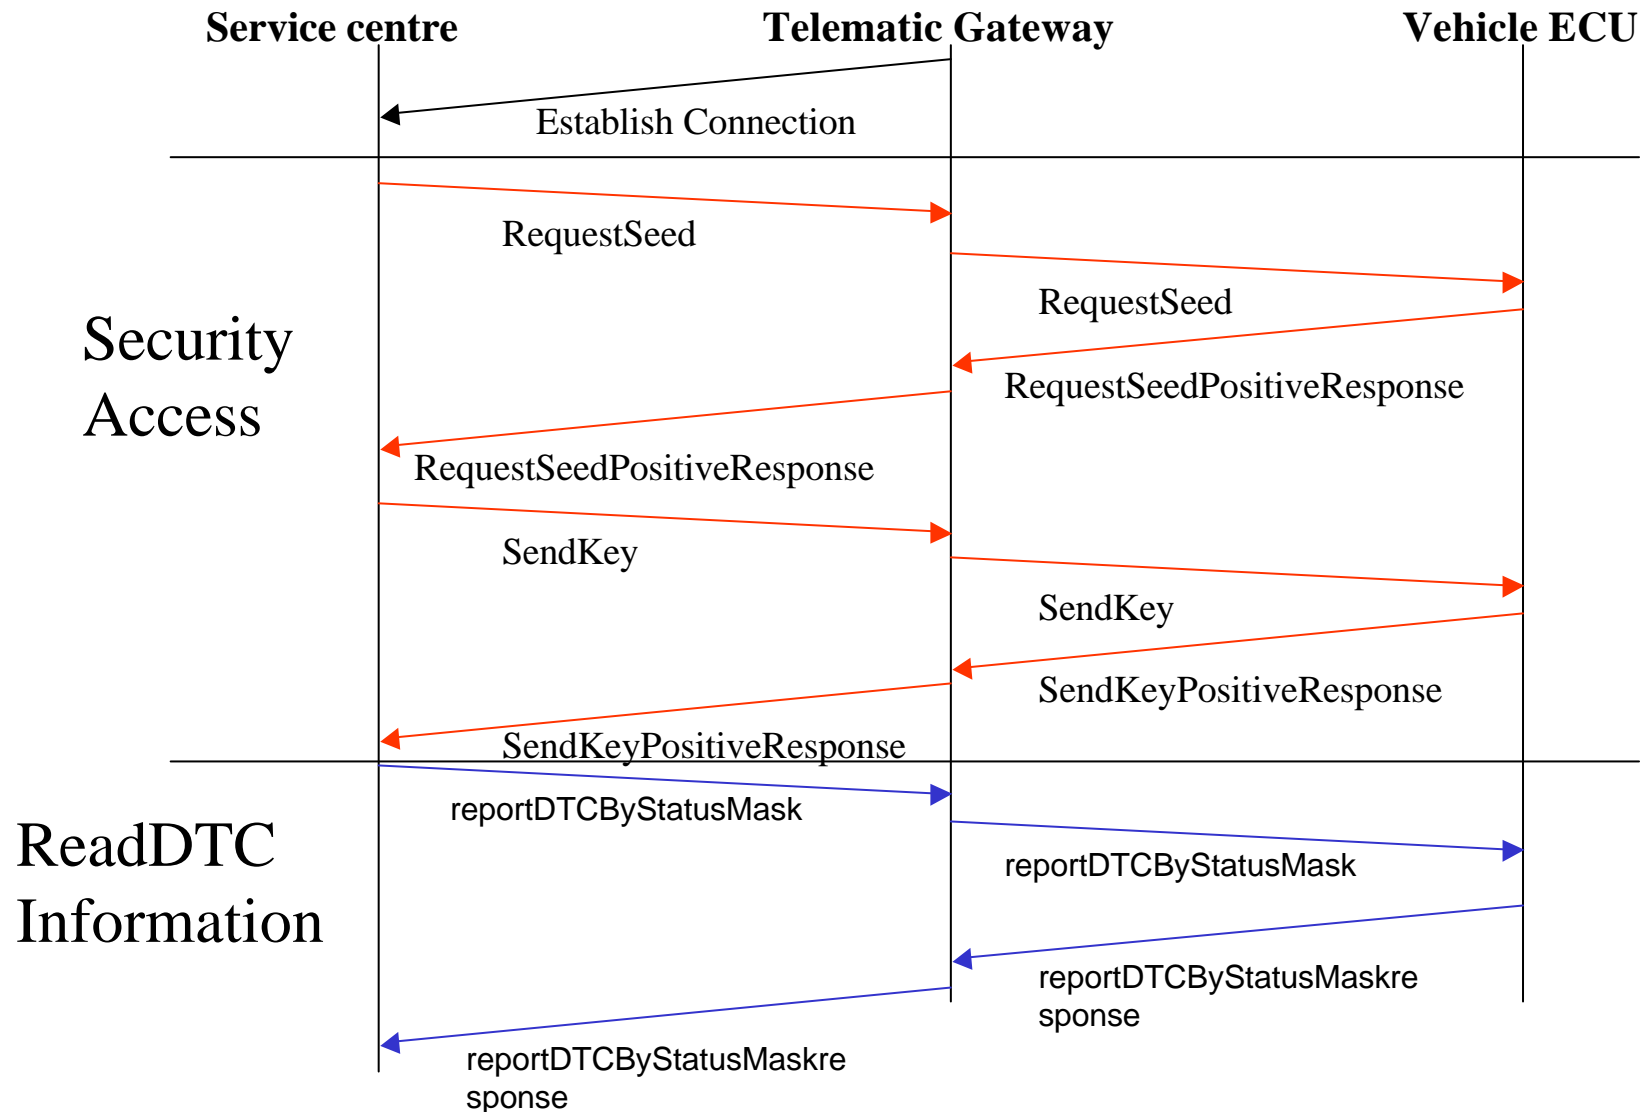 Service centre
Telematic Gateway
Vehicle ECU
Establish Connection
Security
Access
RequestSeed
RequestSeed
RequestSeedPositiveResponse
RequestSeedPositiveResponse
SendKey
SendKey
SendKeyPositiveResponse
SendKeyPositiveResponse
ReadDTC
Information
reportDTCByStatusMask
reportDTCByStatusMask
reportDTCByStatusMaskre
sponse
reportDTCByStatusMaskre
sponse